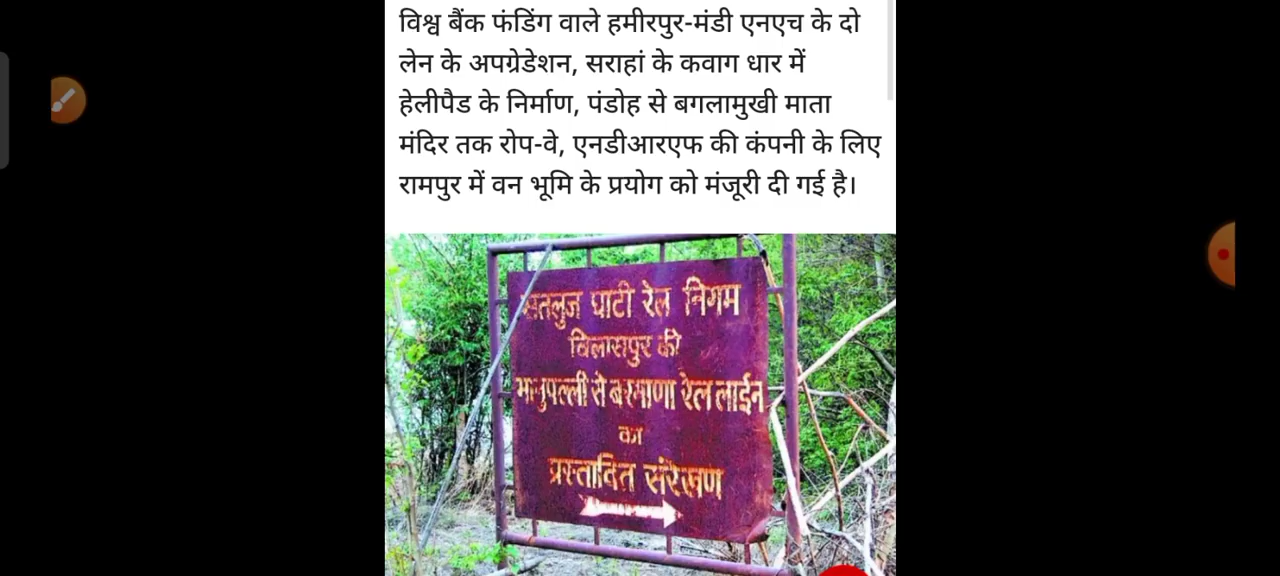 विश्व बैंक फंडिंग वाले हमीरपुर-मंडी एनएच के दो
लेन के अपग्रेडेशन, सराहां के कवाग धार में
हेलीपैड के निर्माण, पंडोह से बगलामुखी माता
मंदिर तक रोप-वे, एनडीआरएफ की कंपनी के लिए
रामपुर में वन भूमि के प्रयोग को मंजूरी दी गई है।
सतलुज घाटी रेल निगम
बिलासपुर की
भानुपल्ली से बरमाणा रेल लाईन
का
प्रस्तावित संरेखण